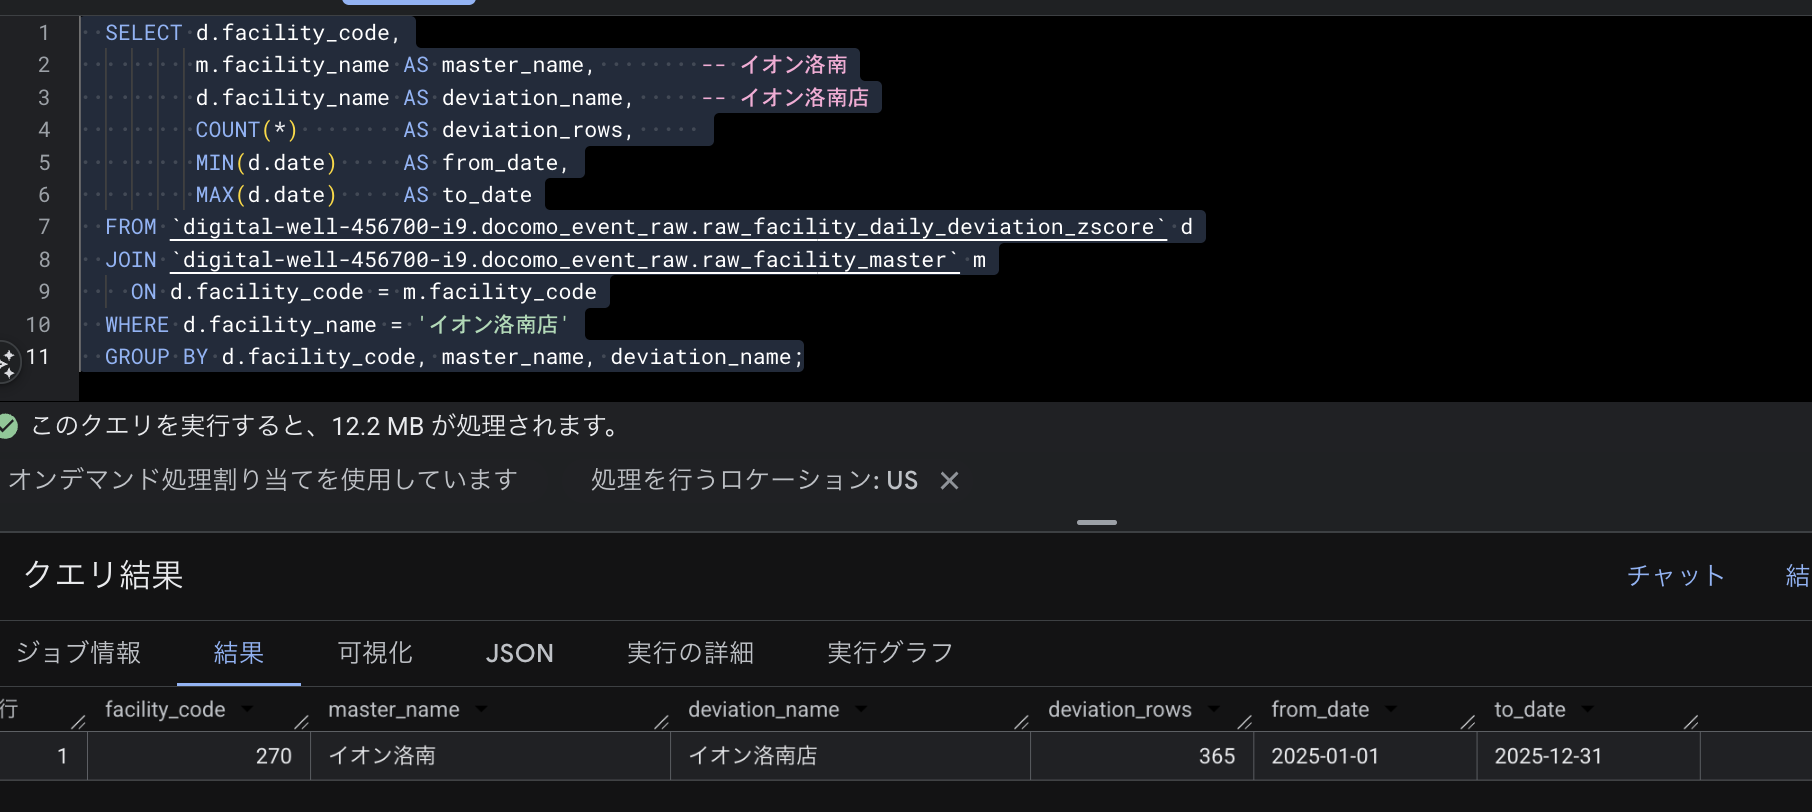 1 SELECT d.facility_code,
2 m.facility_name AS master_name, -- イオン洛南
3 d.facility_name AS deviation_name, -- イオン洛南店
4 COUNT(*) AS deviation_rows,
5 MIN(d.date) AS from_date,
6 MAX(d.date) AS to_date
7 FROM `digital-well-456700-i9.docomo_event_raw.raw_facility_daily_deviation_zscore` d
8 JOIN `digital-well-456700-i9.docomo_event_raw.raw_facility_master` m
9 ON d.facility_code = m.facility_code
10 WHERE d.facility_name = 'イオン洛南店'
11 GROUP BY d.facility_code, master_name, deviation_name;
このクエリを実行すると、12.2 MB が処理されます。
オンデマンド処理割り当てを使用しています 処理を行うロケーション: US
クエリ結果 チャット 結
ジョブ情報 結果 可視化 JSON 実行の詳細 実行グラフ
行 facility_code master_name deviation_name deviation_rows from_date to_date
1 270 イオン洛南 イオン洛南店 365 2025-01-01 2025-12-31